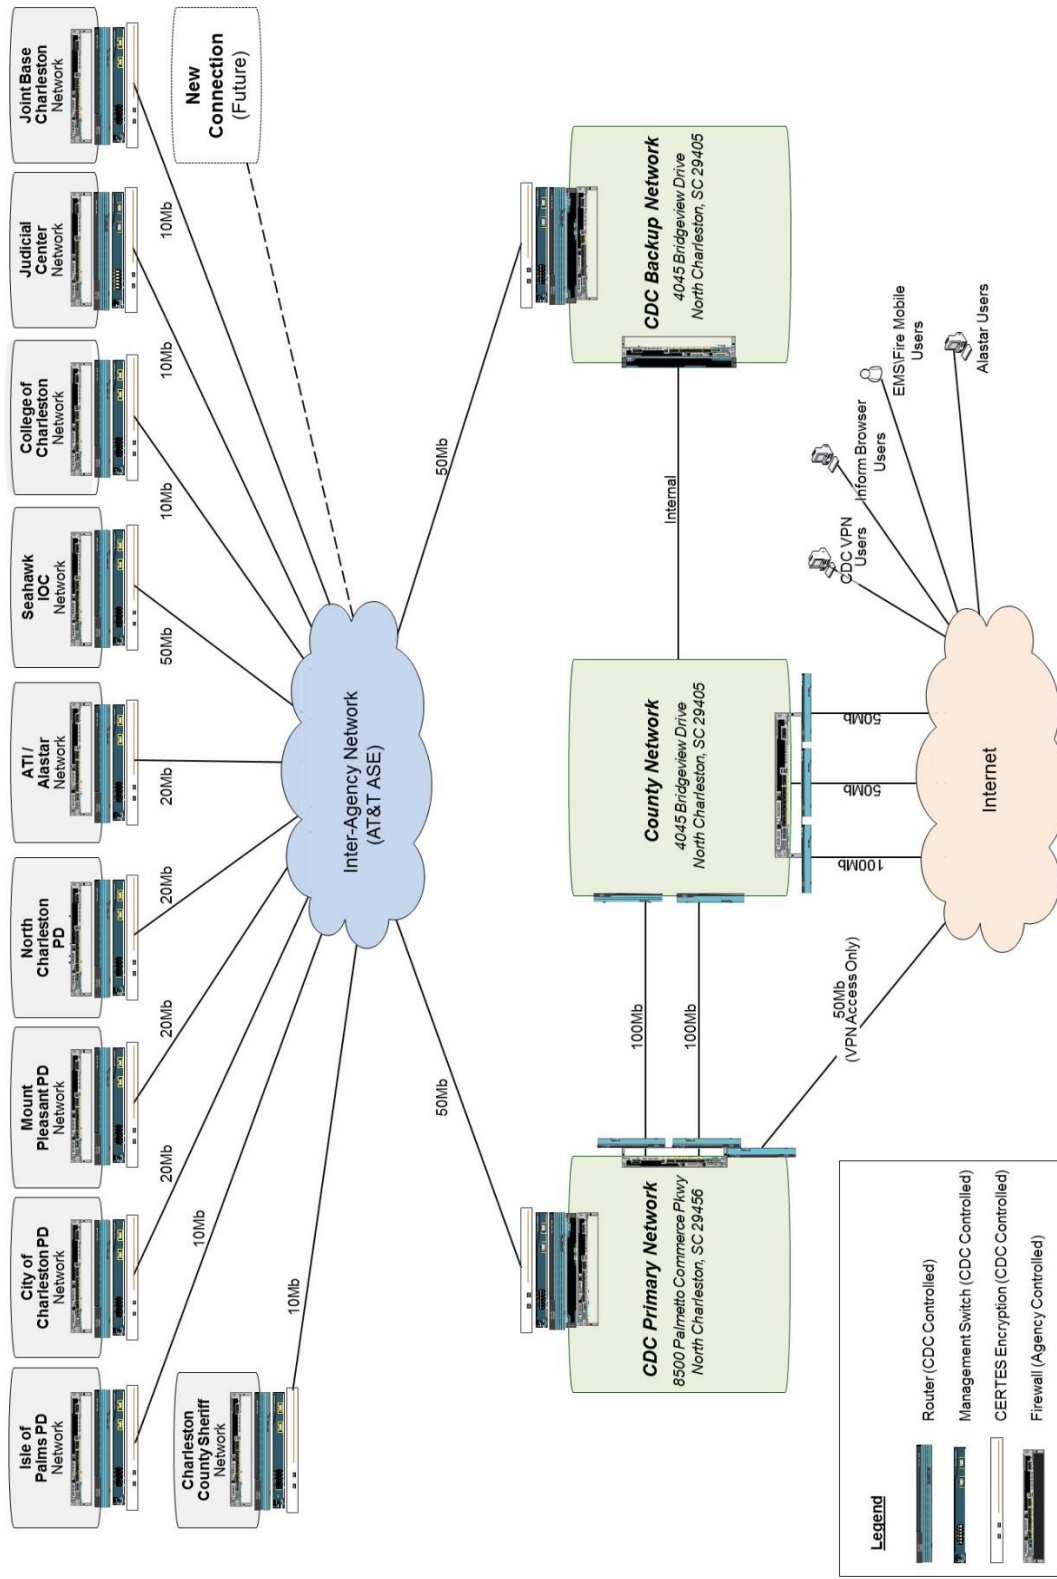 Isle of
Palms PD
Network
City of
Charleston PD
Network
Mount
Pleasant PD
Network
North
Charleston
PD
ATI /
Alastar
Network
Seahawk
IOC
Network
College of
Charleston
Network
Judicial
Center
Network
Joint Base
Charleston
Network
Charleston
County Sheriff
Network
New
Connection
(Future)
10Mb
10Mb
20Mb
20Mb
20Mb
20Mb
50Mb
10Mb
10Mb
10Mb
Inter-Agency Network
(AT&T ASE)
50Mb
50Mb
CDC Primary Network
8500 Palmetto Commerce Pkwy
North Charleston, SC 29456
100Mb
100Mb
County Network
4045 Bridgeview Drive
North Charleston, SC 29405
Internal
CDC Backup Network
4045 Bridgeview Drive
North Charleston, SC 29405
50Mb
(VPN Access Only)
100Mb
50Mb
50Mb
Internet
CDC VPN
Users
Inform Browser
Users
EMS\Fire Mobile
Users
Alastar Users
Legend
Router (CDC Controlled)
Management Switch (CDC Controlled)
CERTES Encryption (CDC Controlled)
Firewall (Agency Controlled)